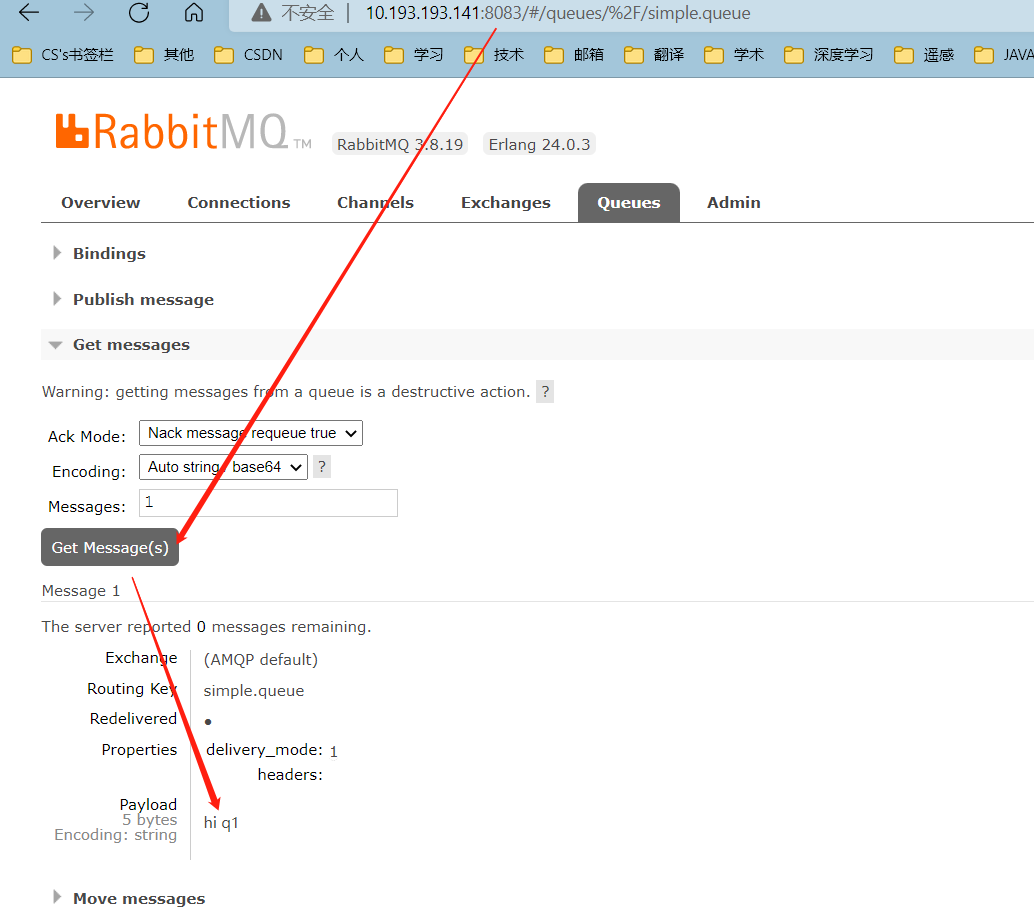 不安全 | 10.193.193.141:8083/#/queues/%2F/simple.queue
CS's书签栏 其他 CSDN 个人 学习 技术 邮箱 翻译 学术 深度学习 遥感 JAVA
RabbitMQ TM RabbitMQ 3.8.19 Erlang 24.0.3
Overview Connections Channels Exchanges Queues Admin
Bindings
Publish message
Get messages
Warning: getting messages from a queue is a destructive action. ?
Ack Mode: Nack message requeue true
Encoding: Auto string / base64 ?
Messages: 1
Get Message(s)
Message 1
The server reported 0 messages remaining.
Exchange (AMQP default)
Routing Key simple.queue
Redelivered ●
Properties delivery_mode: 1
headers:
Payload
5 bytes
Encoding: string
hi q1
Move messages